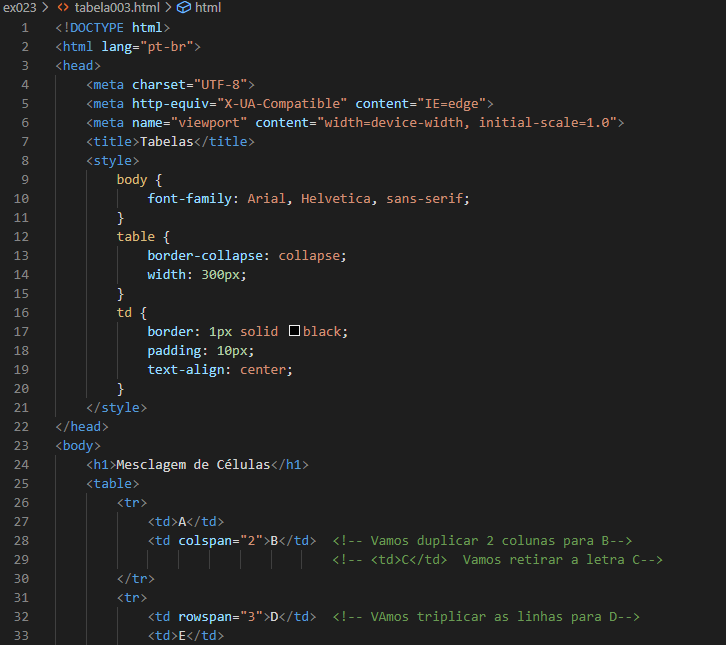 ex023 > <> tabela003.html > html
1 <!DOCTYPE html>
2 <html lang="pt-br">
3 <head>
4 <meta charset="UTF-8">
5 <meta http-equiv="X-UA-Compatible" content="IE=edge">
6 <meta name="viewport" content="width=device-width, initial-scale=1.0">
7 <title>Tabelas</title>
8 <style>
9 body {
10 font-family: Arial, Helvetica, sans-serif;
11 }
12 table {
13 border-collapse: collapse;
14 width: 300px;
15 }
16 td {
17 border: 1px solid black;
18 padding: 10px;
19 text-align: center;
20 }
21 </style>
22 </head>
23 <body>
24 <h1>Mesclagem de Células</h1>
25 <table>
26 <tr>
27 <td>A</td>
28 <td colspan="2">B</td> <!-- Vamos duplicar 2 colunas para B-->
29 <!-- <td>C</td> Vamos retirar a letra C-->
30 </tr>
31 <tr>
32 <td rowspan="3">D</td> <!-- VAmos triplicar as linhas para D-->
33 <td>E</td>